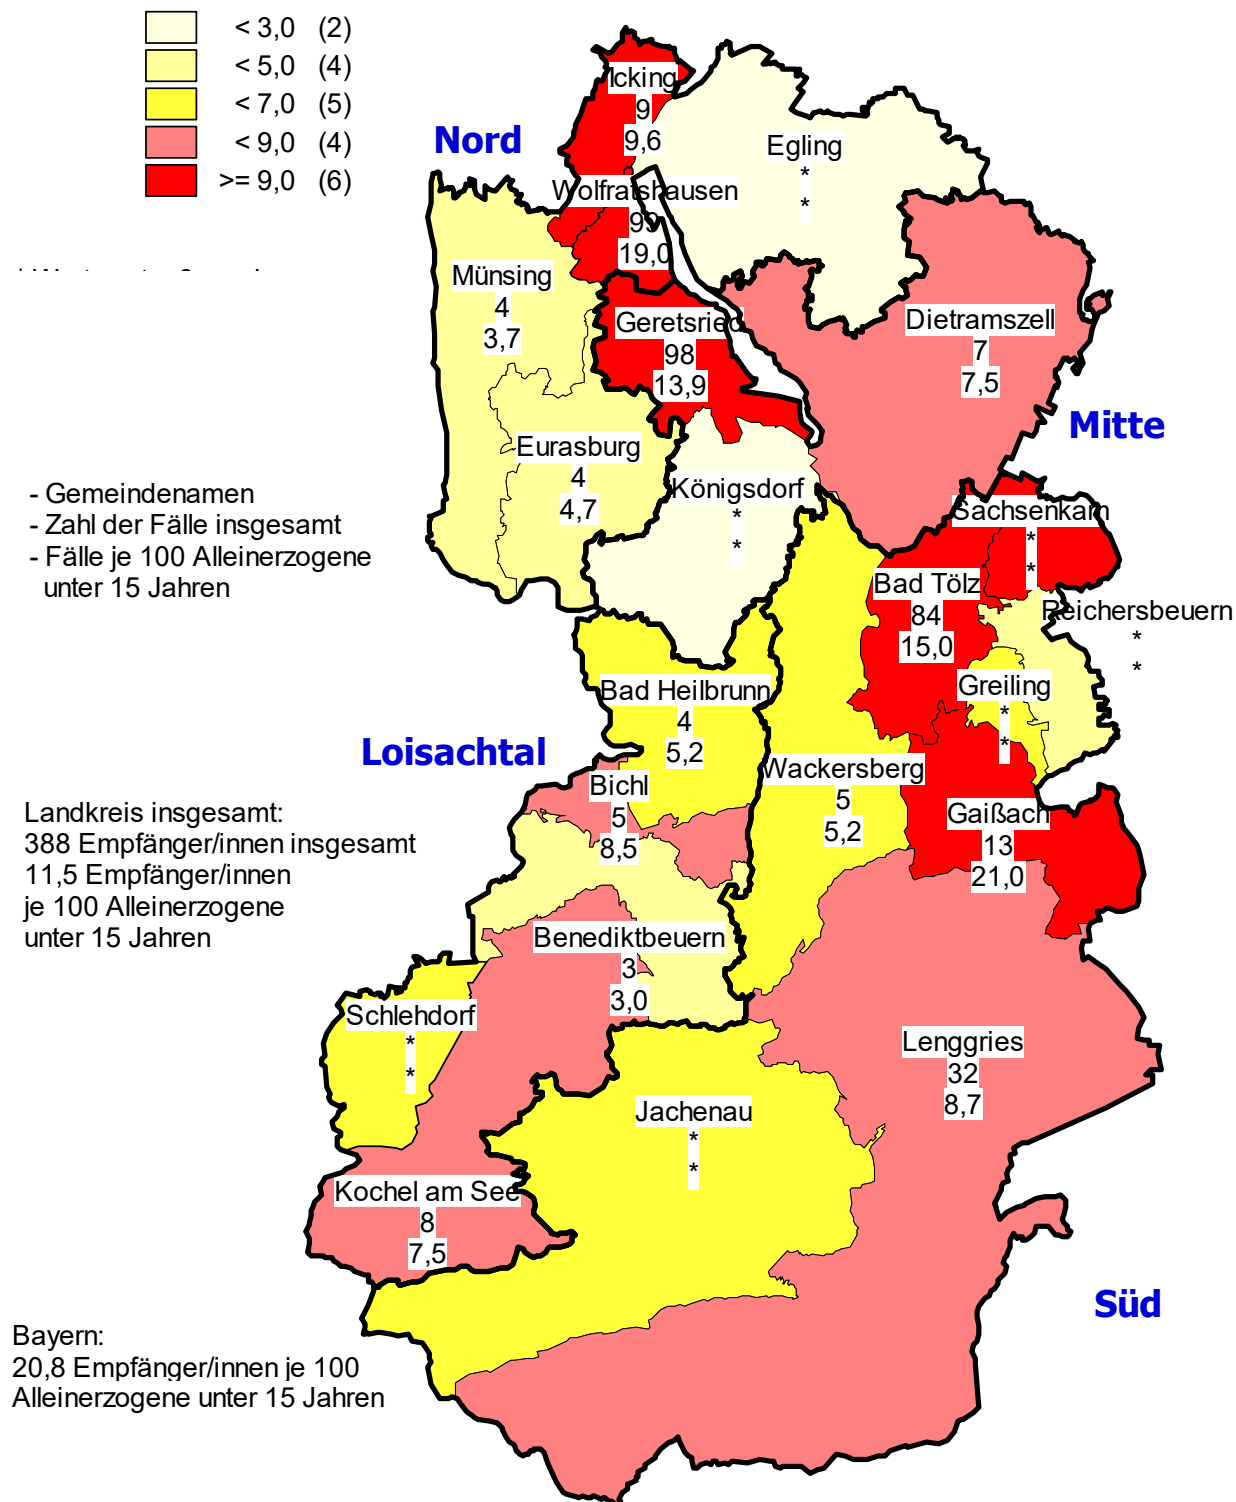 < 3,0 (2)
< 5,0 (4)
< 7,0 (5)
< 9,0 (4)
>= 9,0 (6)
Nord
Icking
9
9,6
Egling
*
*
Wolfratshausen
99
19,0
Münsing
4
3,7
Geretsried
98
13,9
Dietramszell
7
7,5
Mitte
Eurasburg
4
4,7
Königsdorf
*
*
- Gemeindenamen
- Zahl der Fälle insgesamt
- Fälle je 100 Alleinerzogene
unter 15 Jahren
Sachsenkam
*
*
Bad Tölz
84
15,0
Reichersbeuern
*
*
Greiling
*
*
Bad Heilbrunn
4
5,2
Loisachtal
Wackersberg
5
5,2
Bichl
5
8,5
Gaißach
13
21,0
Landkreis insgesamt:
388 Empfänger/innen insgesamt
11,5 Empfänger/innen
je 100 Alleinerzogene
unter 15 Jahren
Benediktbeuern
3
3,0
Schlehdorf
*
*
Lenggries
32
8,7
Jachenau
*
*
Kochel am See
8
7,5
Süd
Bayern:
20,8 Empfänger/innen je 100
Alleinerzogene unter 15 Jahren